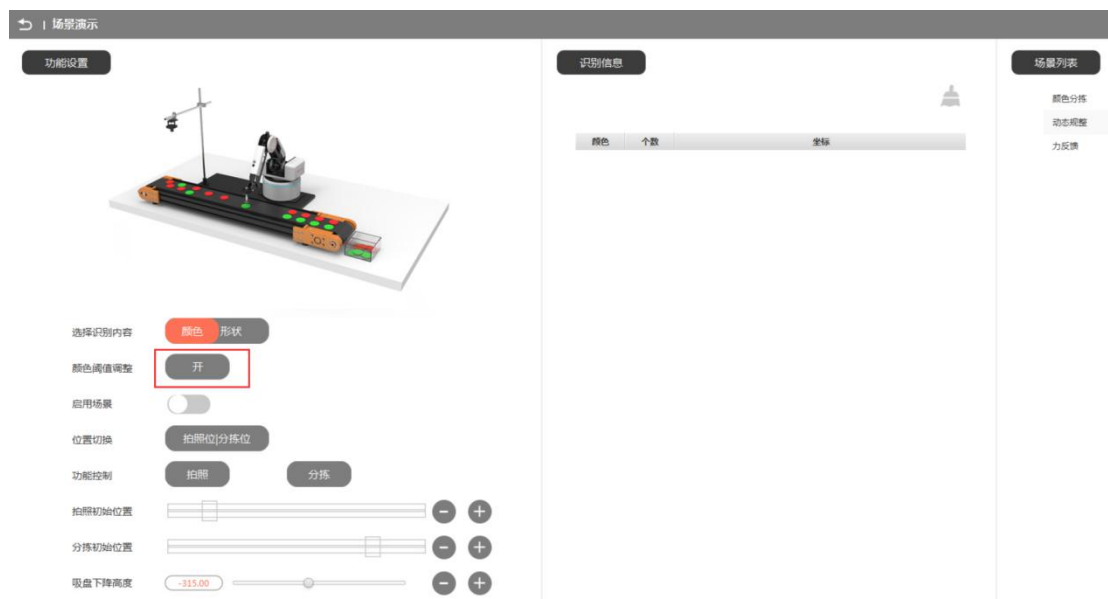 场景演示
功能设置
识别信息
场景列表
颜色分拣
动态规整
力反馈
颜色 个数 坐标
选择识别内容 颜色 形状
颜色阈值调整 开
启用场景
位置切换 拍照位|分拣位
功能控制 拍照 分拣
拍照初始位置
分拣初始位置
吸盘下降高度 -315.00